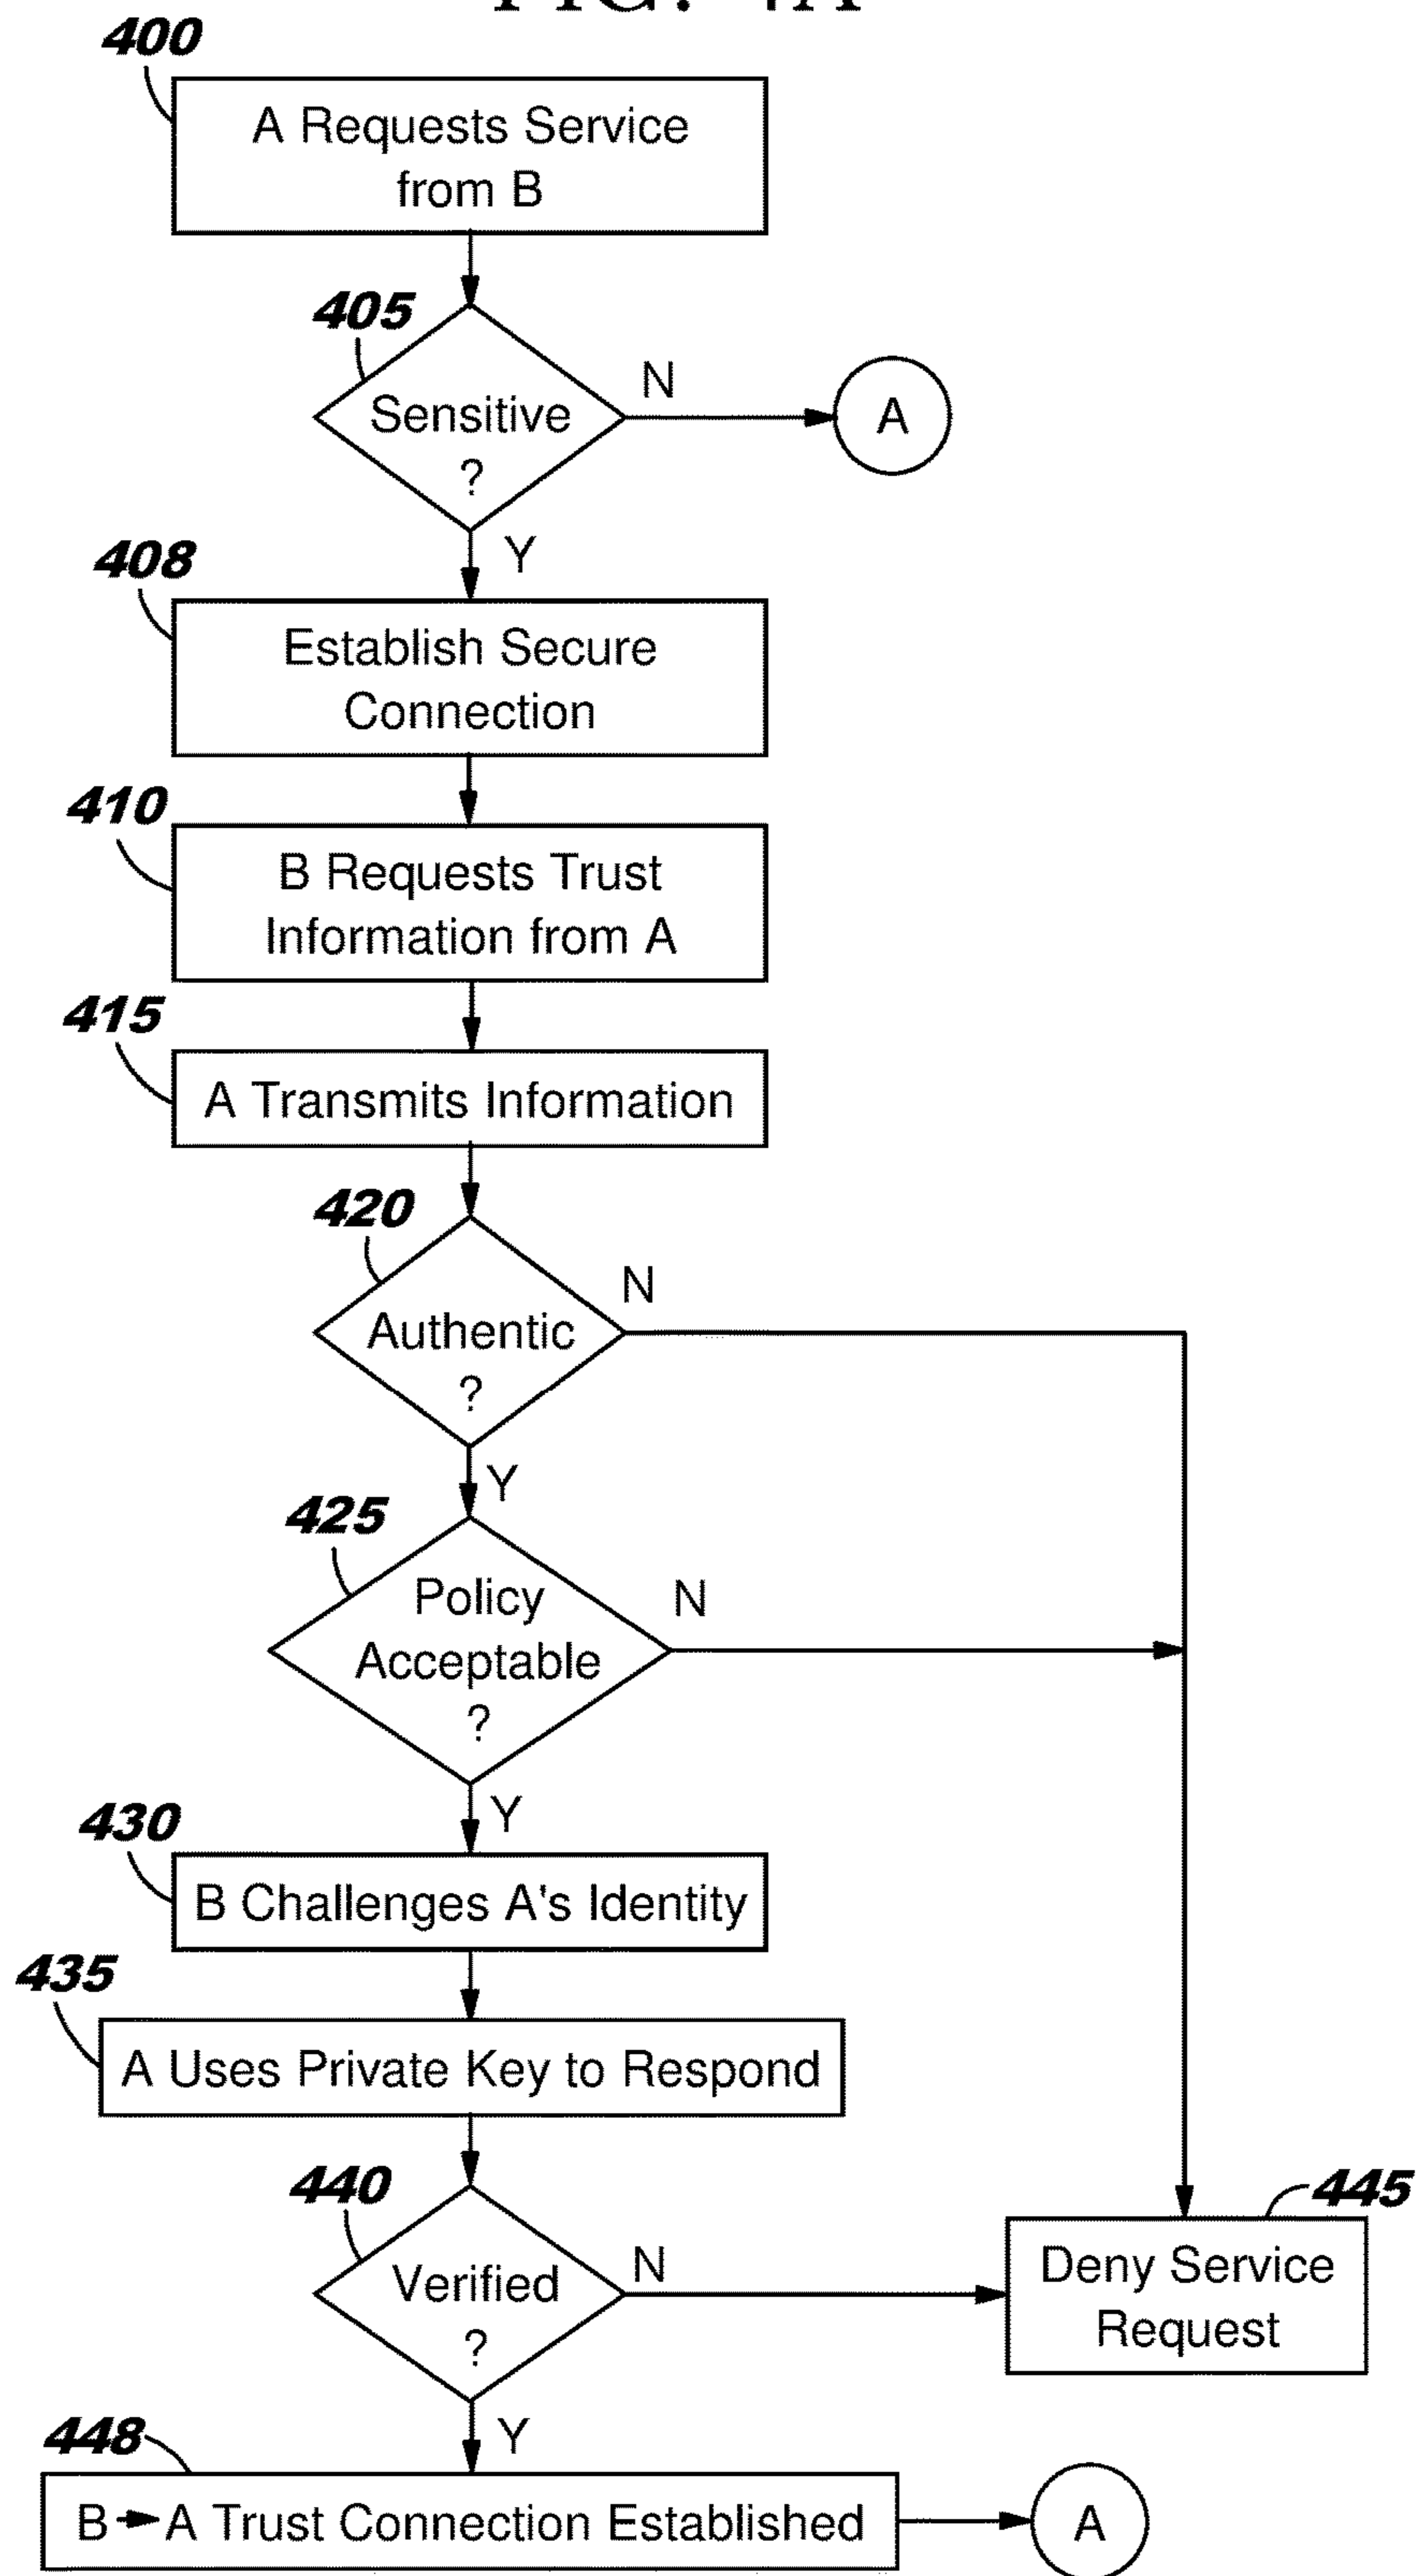 FIG. 4A
400
A Requests Service
from B
405
Sensitive
?
N
A
Y
408
Establish Secure
Connection
410
B Requests Trust
Information from A
415
A Transmits Information
420
Authentic
?
N
Y
425
Policy
Acceptable
?
N
Y
430
B Challenges A's Identity
435
A Uses Private Key to Respond
440
Verified
?
N
445
Deny Service
Request
Y
448
B → A Trust Connection Established
A